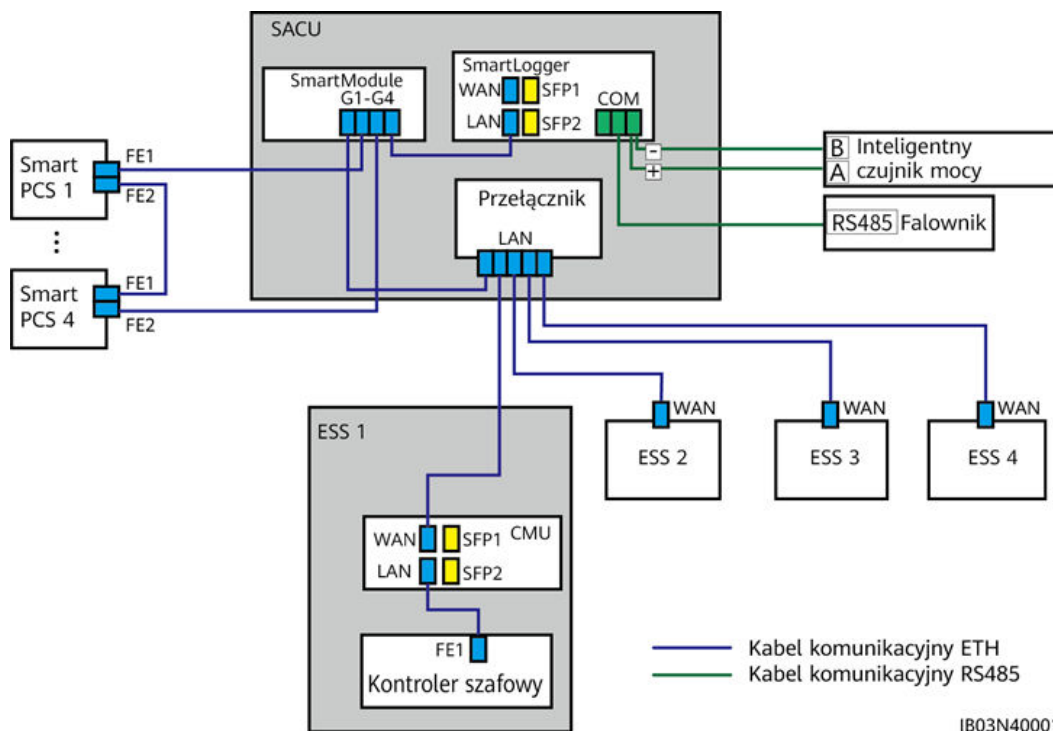 SACU
SmartModule
G1-G4
SmartLogger
WAN
SFP1
LAN
SFP2
COM
Smart
PCS 1
FE1
FE2
Smart
PCS 4
FE1
FE2
B
Inteligentny
A
czujnik mocy
-
+
RS485
Falownik
Przełącznik
LAN
ESS 1
WAN
SFP1
CMU
LAN
SFP2
FE1
Kontroler szafowy
WAN
ESS 2
WAN
ESS 3
WAN
ESS 4
Kabel komunikacyjny ETH
Kabel komunikacyjny RS485